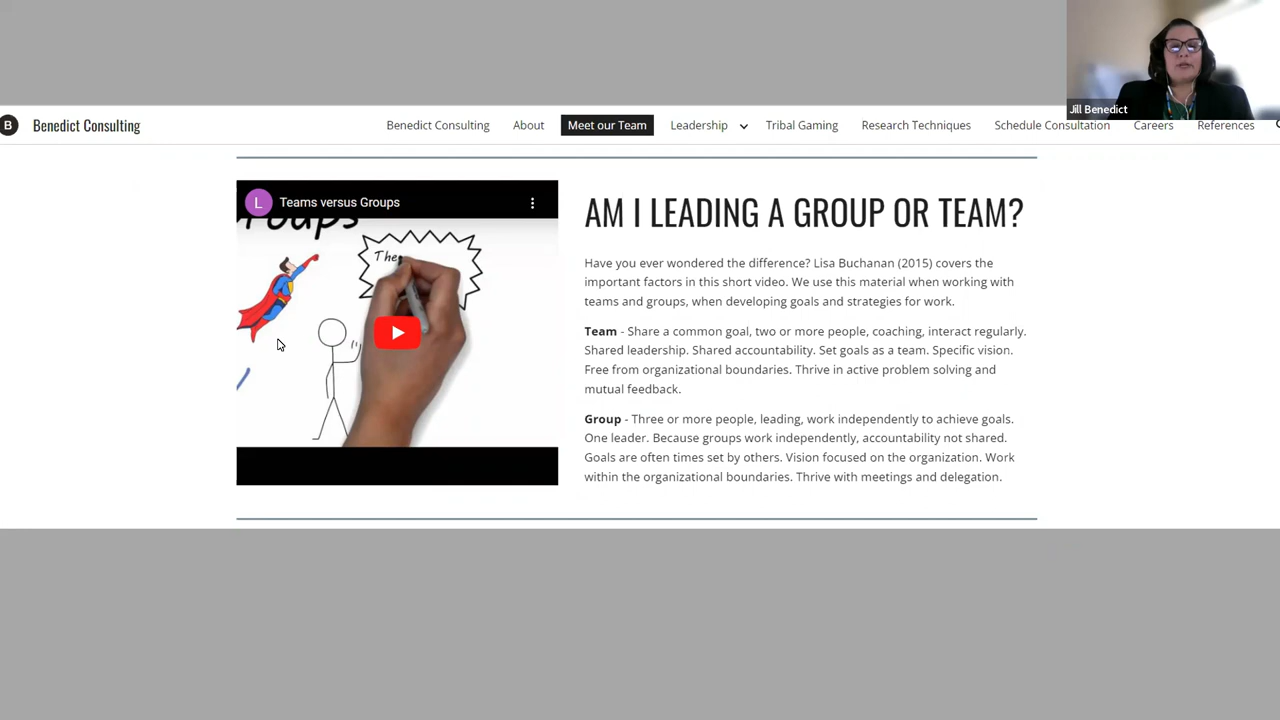 Jill Benedict
B
Benedict Consulting
Benedict Consulting About Meet our Team Leadership Tribal Gaming Research Techniques Schedule Consultation Careers References
L
Teams versus Groups
The
AM I LEADING A GROUP OR TEAM?
Have you ever wondered the difference? Lisa Buchanan (2015) covers the
important factors in this short video. We use this material when working with
teams and groups, when developing goals and strategies for work.
Team - Share a common goal, two or more people, coaching, interact regularly.
Shared leadership. Shared accountability. Set goals as a team. Specific vision.
Free from organizational boundaries. Thrive in active problem solving and
mutual feedback.
Group - Three or more people, leading, work independently to achieve goals.
One leader. Because groups work independently, accountability not shared.
Goals are often times set by others. Vision focused on the organization. Work
within the organizational boundaries. Thrive with meetings and delegation.